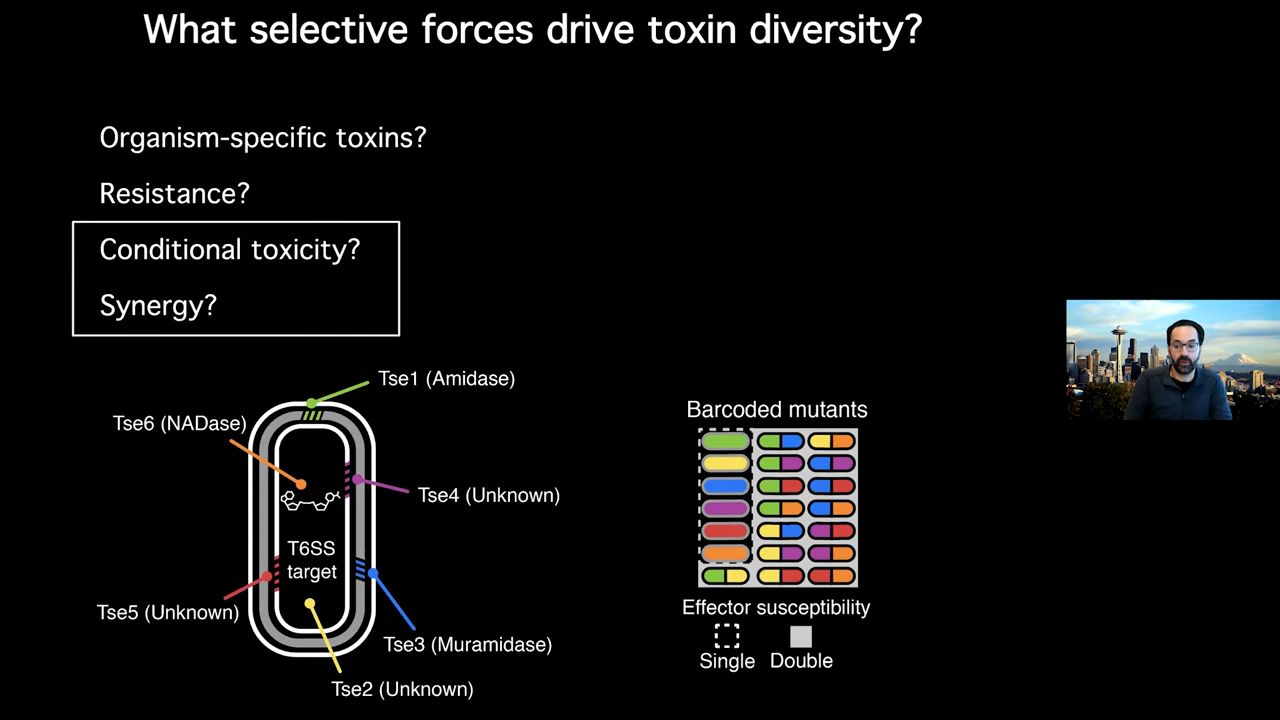 What selective forces drive toxin diversity?
Organism-specific toxins?
Resistance?
Conditional toxicity?
Synergy?
Tse1 (Amidase)
Tse6 (NADase)
Tse4 (Unknown)
T6SS
target
Tse5 (Unknown)
Tse3 (Muramidase)
Tse2 (Unknown)
Barcoded mutants
Effector susceptibility
Single
Double